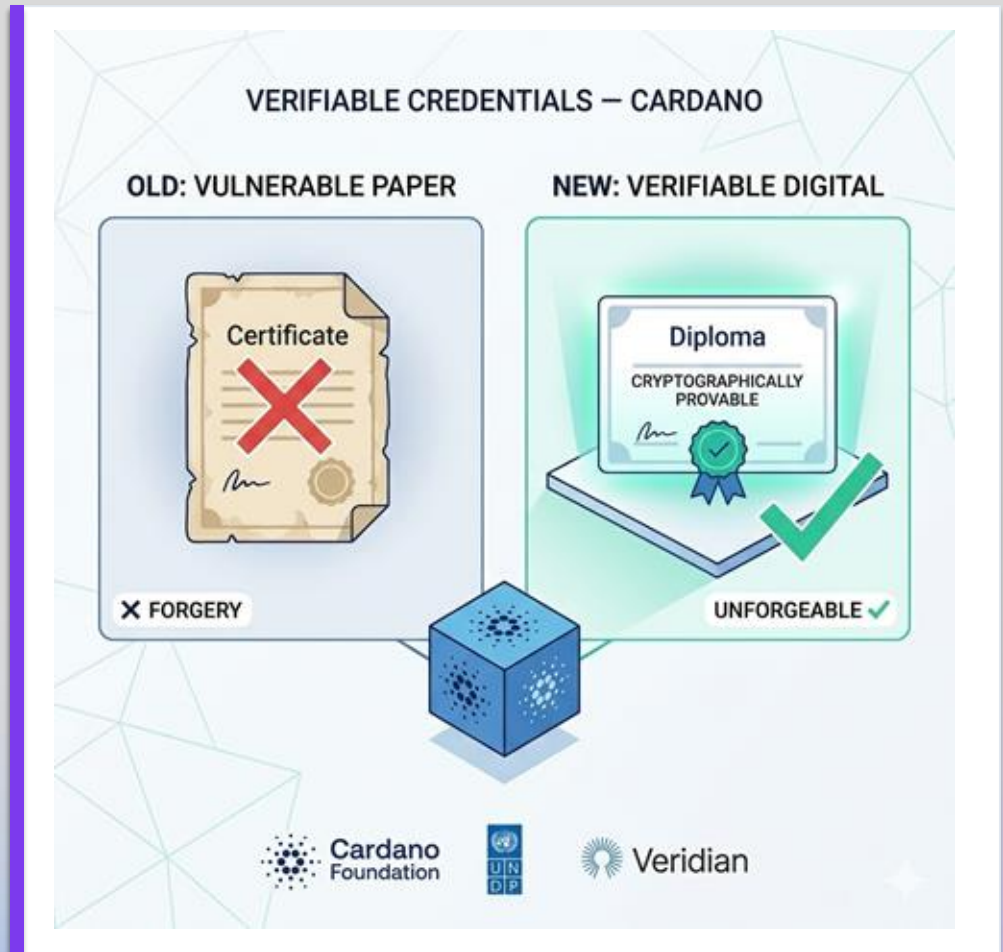 VERIFIABLE CREDENTIALS — CARDANO
OLD: VULNERABLE PAPER
Certificate
✕ FORGERY
NEW: VERIFIABLE DIGITAL
Diploma
CRYPTOGRAPHICALLY
PROVABLE
UNFORGEABLE ✓
Cardano
Foundation
U N
D P
Veridian